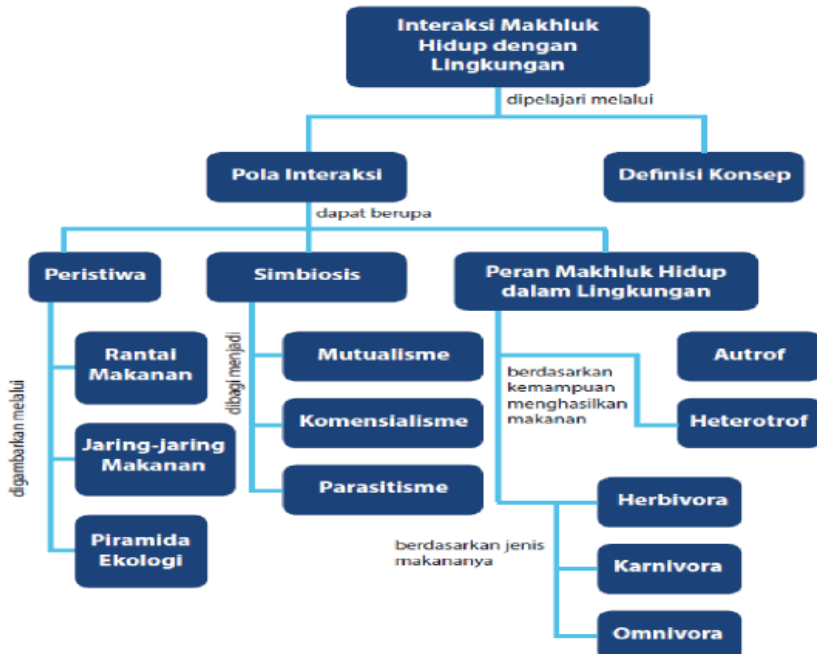 Interaksi Makhluk
Hidup dengan
Lingkungan
dipelajari melalui
Pola Interaksi
Definisi Konsep
dapat berupa
Peristiwa
Simbiosis
Peran Makhluk Hidup
dalam Lingkungan
digambarkan melalui
Rantai
Makanan
Jaring-jaring
Makanan
Piramida
Ekologi
dibagi menjadi
Mutualisme
Komensialisme
Parasitisme
berdasarkan
kemampuan
menghasilkan
makanan
Autrof
Heterotrof
berdasarkan jenis
makananya
Herbivora
Karnivora
Omnivora